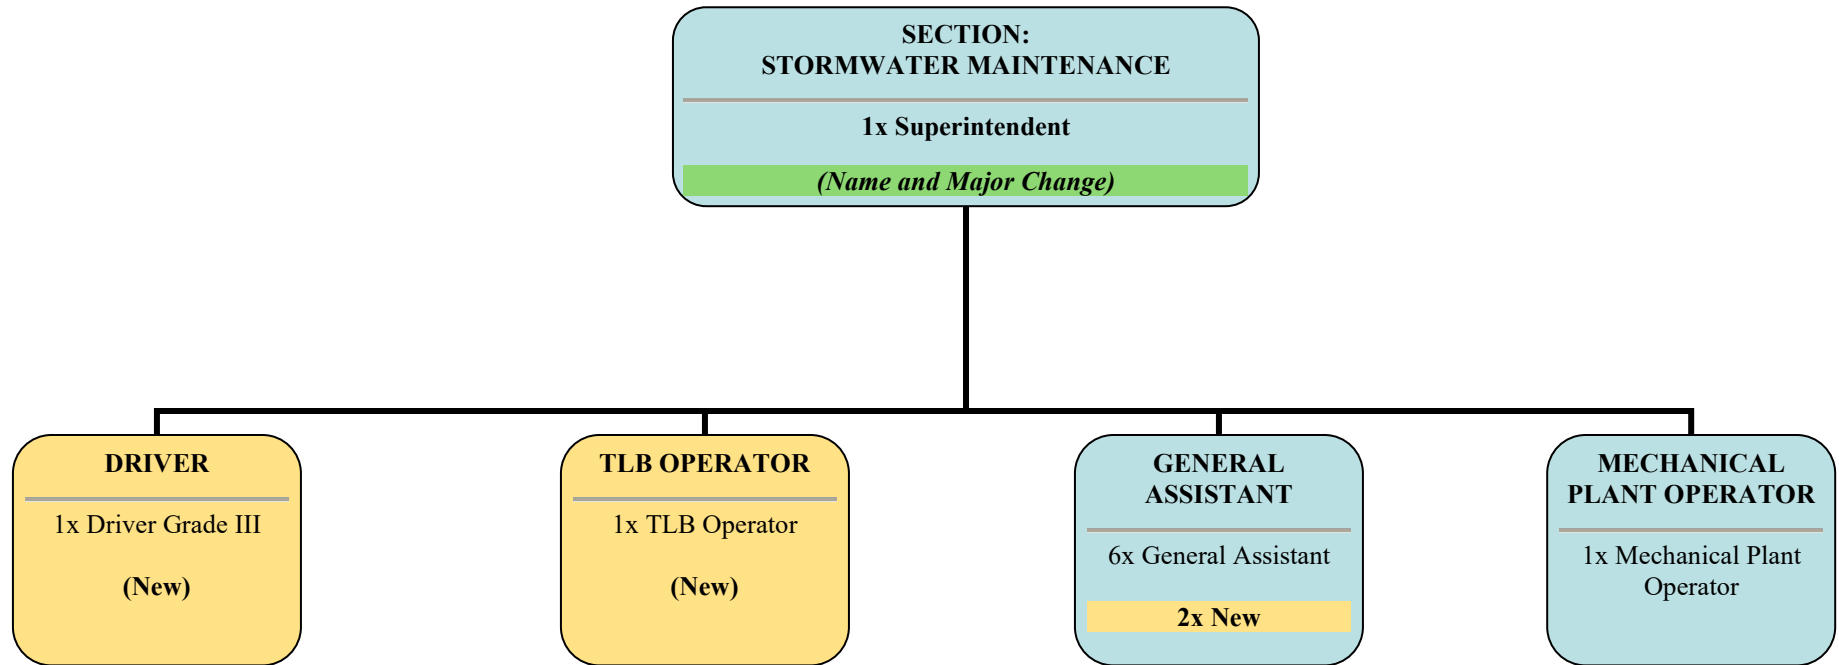 SECTION:
STORMWATER MAINTENANCE
1x Superintendent
(Name and Major Change)
DRIVER
1x Driver Grade III
(New)
TLB OPERATOR
1x TLB Operator
(New)
GENERAL
ASSISTANT
6x General Assistant
2x New
MECHANICAL
PLANT OPERATOR
1x Mechanical Plant
Operator